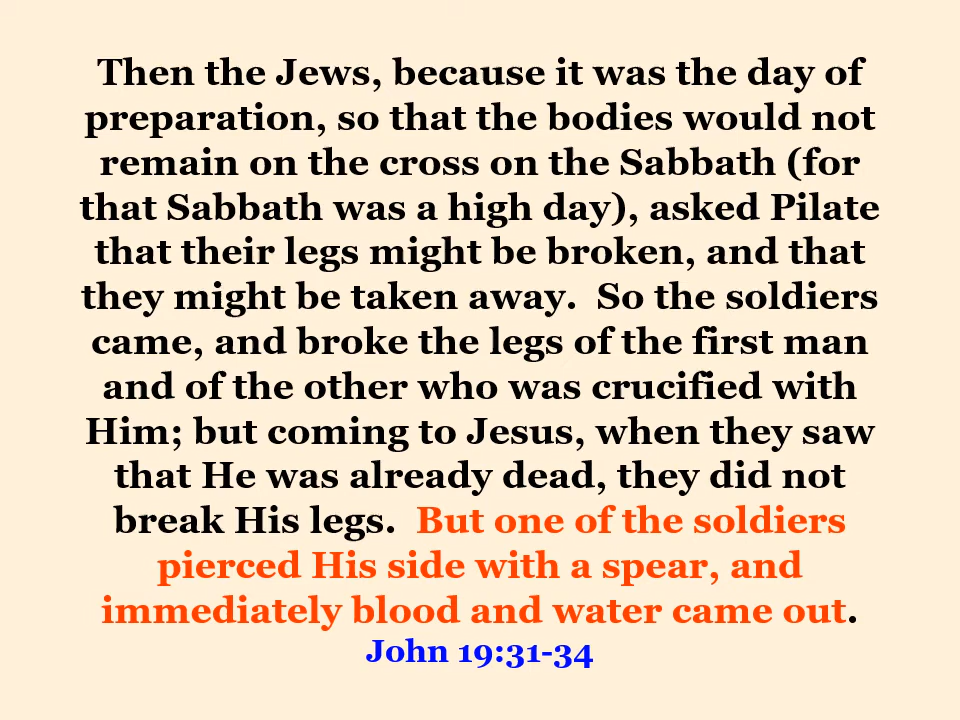 Then the Jews, because it was the day of
preparation, so that the bodies would not
remain on the cross on the Sabbath (for
that Sabbath was a high day), asked Pilate
that their legs might be broken, and that
they might be taken away.  So the soldiers
came, and broke the legs of the first man
and of the other who was crucified with
Him; but coming to Jesus, when they saw
that He was already dead, they did not
break His legs.  But one of the soldiers
pierced His side with a spear, and
immediately blood and water came out.
John 19:31-34